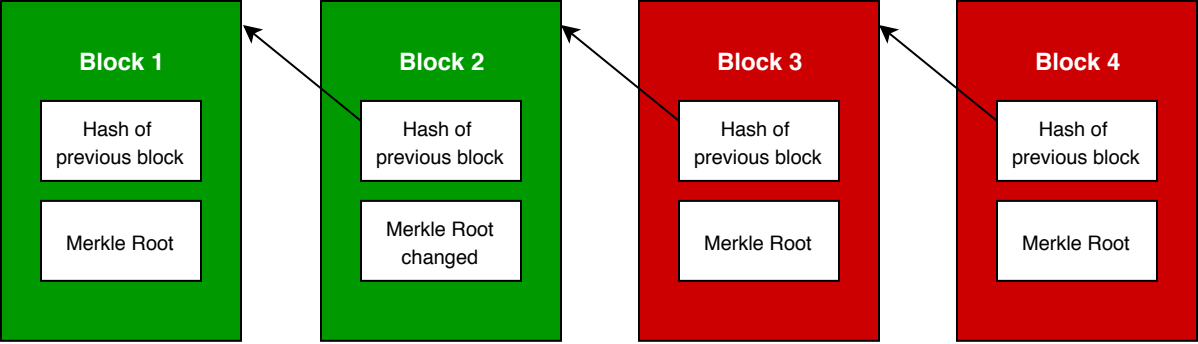 Block 1
Hash of
previous block
Merkle Root
Block 2
Hash of
previous block
Merkle Root
changed
Block 3
Hash of
previous block
Merkle Root
Block 4
Hash of
previous block
Merkle Root